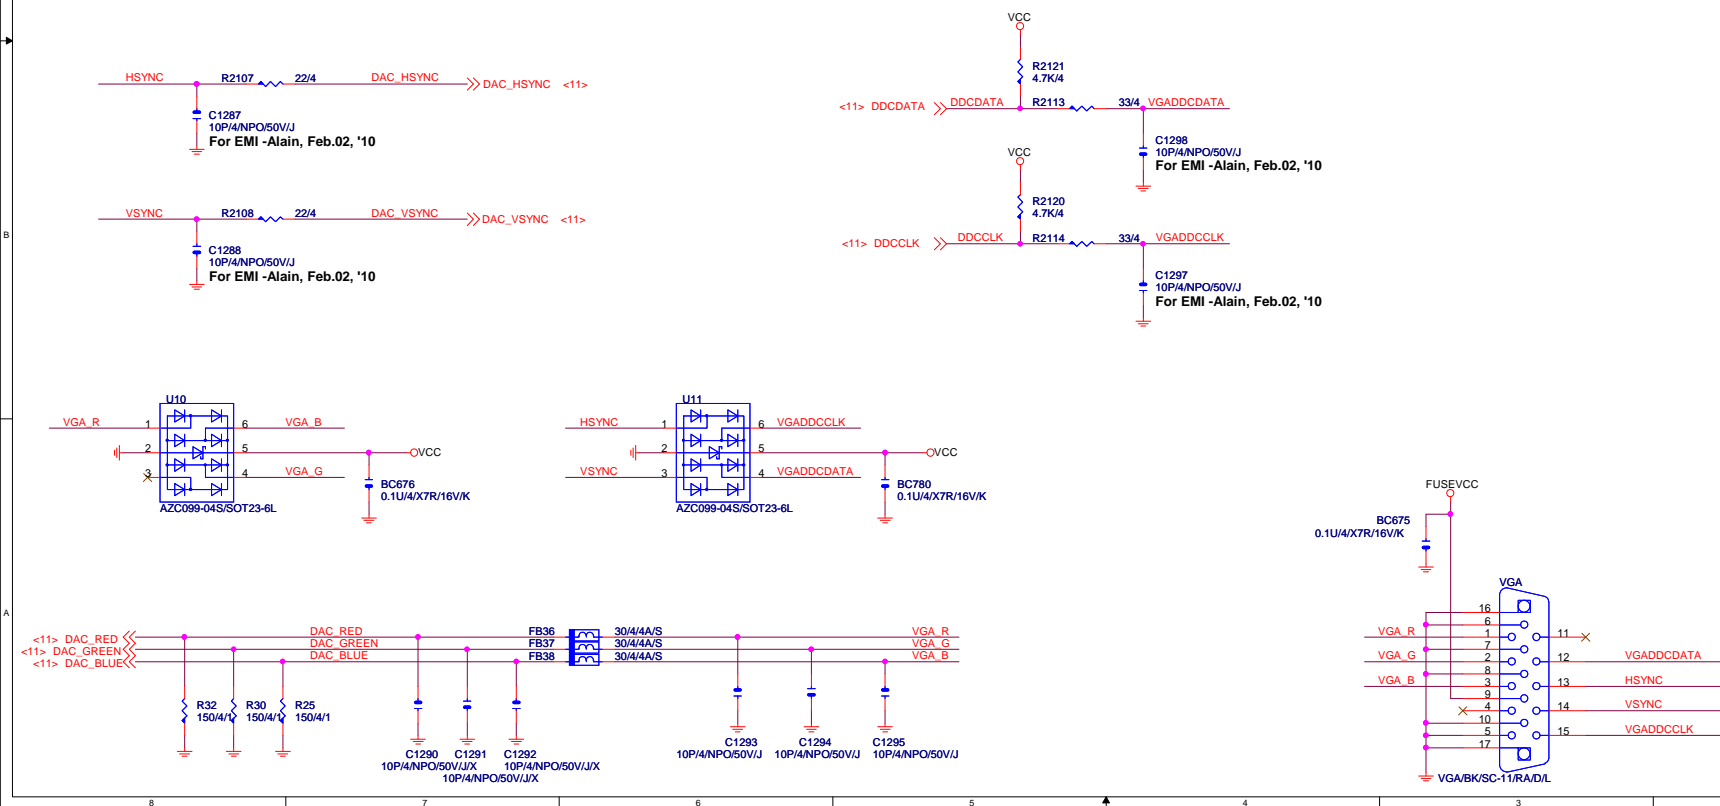 VCC
HSYNC R2107 22/4 DAC_HSYNC DAC_HSYNC <11>
C1287
10P/4/NPO/50V/J
For EMI -Alain, Feb.02, '10
R2121
4.7K/4
<11> DDCDATA DDCDATA R2113 33/4 VGADDCDATA
C1298
10P/4/NPO/50V/J
For EMI -Alain, Feb.02, '10
VCC
R2120
4.7K/4
VSYNC R2108 22/4 DAC_VSYNC DAC_VSYNC <11>
C1288
10P/4/NPO/50V/J
For EMI -Alain, Feb.02, '10
B
<11> DDCCLK DDCCLK R2114 33/4 VGADDCCLK
C1297
10P/4/NPO/50V/J
For EMI -Alain, Feb.02, '10
U10
VGA_R 1 6 VGA_B
2 5 VCC
3 4 VGA_G
BC676
0.1U/4/X7R/16V/K
AZC099-04S/SOT23-6L
U11
HSYNC 1 6 VGADDCCLK
2 5 VCC
VSYNC 3 4 VGADDCDATA
BC780
0.1U/4/X7R/16V/K
AZC099-04S/SOT23-6L
FUSEVCC
BC675
0.1U/4/X7R/16V/K
A
<11> DAC_RED DAC_RED FB36 30/4/4A/S VGA_R
<11> DAC_GREEN DAC_GREEN FB37 30/4/4A/S VGA_G
<11> DAC_BLUE DAC_BLUE FB38 30/4/4A/S VGA_B
R32 R30 R25
150/4/1 150/4/1 150/4/1
C1290 C1291 C1292
10P/4/NPO/50V/J/X 10P/4/NPO/50V/J/X
10P/4/NPO/50V/J/X
C1293 C1294 C1295
10P/4/NPO/50V/J 10P/4/NPO/50V/J 10P/4/NPO/50V/J
VGA
16
6
VGA_R 1 11
7
VGA_G 2 12 VGADDCDATA
8
VGA_B 3 13 HSYNC
9
4 14 VSYNC
10
5 15 VGADDCCLK
17
VGA/BK/SC-11/RA/D/L
8 7 6 5 4 3